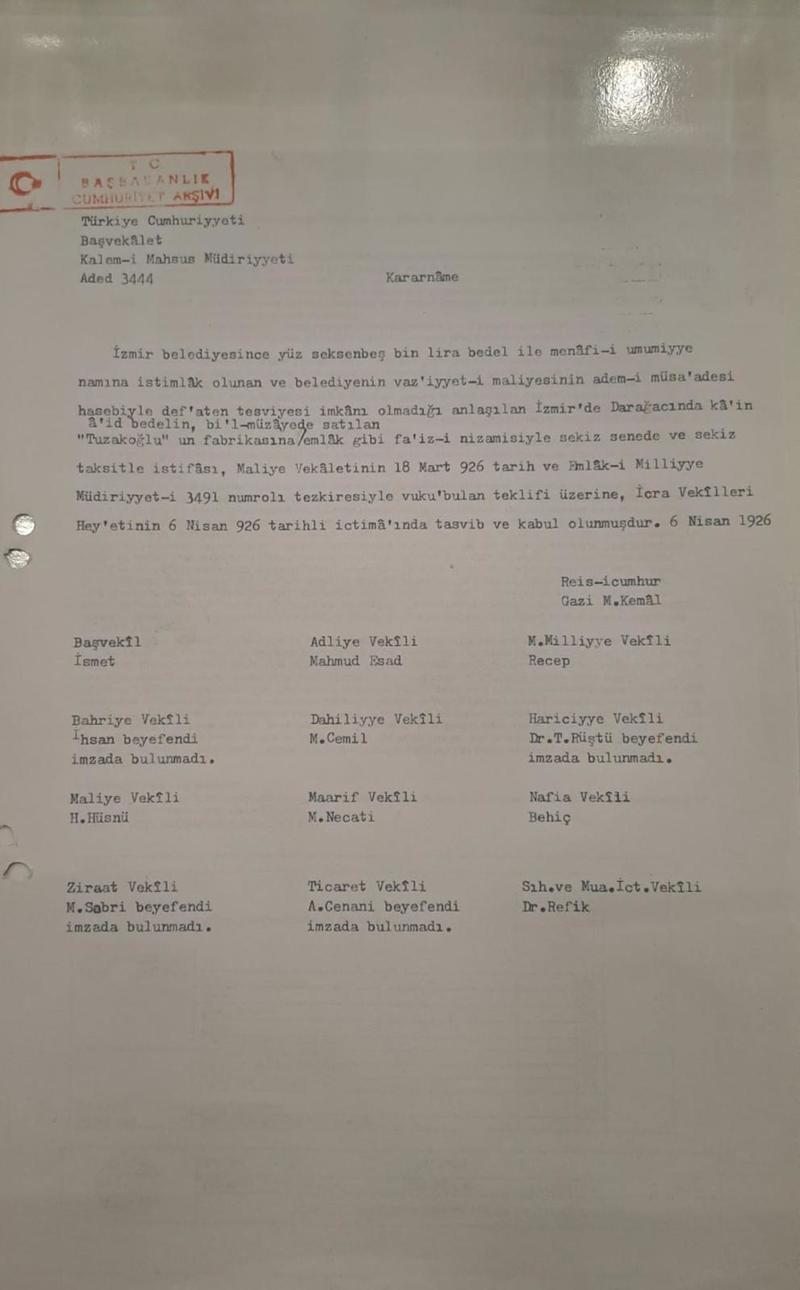 T C
BAŞBAKANLIK
CUMHURİYET ARŞİVİ
Türkiye Cumhuriyyeti
Başvekâlet
Kalem-i Mahsus Müdiriyyeti
Aded 3444
Kararnâme
İzmir belediyesince yüz seksenbeş bin lira bedel ile menâfi-i umumiyye
namına istimlâk olunan ve belediyenin vaz'iyyet-i maliyesinin adem-i müsa'adesi
hasebiyle def'aten tesviyesi imkânı olmadığı anlaşılan İzmir'de Darağacında kâ'in
â'id bedelin, bi'l-müzâyede satılan
"Tuzakoğlu" un fabrikasına/emlâk gibi fa'iz-i nizamisiyle sekiz senede ve sekiz
taksitle istifâsı, Maliye Vekâletinin 18 Mart 926 tarih ve Emlâk-i Milliyye
Müdiriyyet-i 3491 numrolı tezkiresiyle vuku'bulan teklifi üzerine, İcra Vekîlleri
Hey'etinin 6 Nisan 926 tarihli ictimâ'ında tasvib ve kabul olunmuşdur. 6 Nisan 1926
Reis-icumhur
Gazi M.Kemâl
Başvekîl Adliye Vekîli M.Milliyye Vekîli
İsmet Mahmud Esad Recep
Bahriye Vekîli Dahiliyye Vekîli Hariciyye Vekîli
İhsan beyefendi M.Cemil Dr.T.Rüştü beyefendi
imzada bulunmadı. imzada bulunmadı.
Maliye Vekîli Maarif Vekîli Nafia Vekîli
H.Hüsnü M.Necati Behiç
Ziraat Vekîli Ticaret Vekîli Sıh.ve Mua.İct.Vekîli
M.Sabri beyefendi A.Cenani beyefendi Dr.Refik
imzada bulunmadı. imzada bulunmadı.